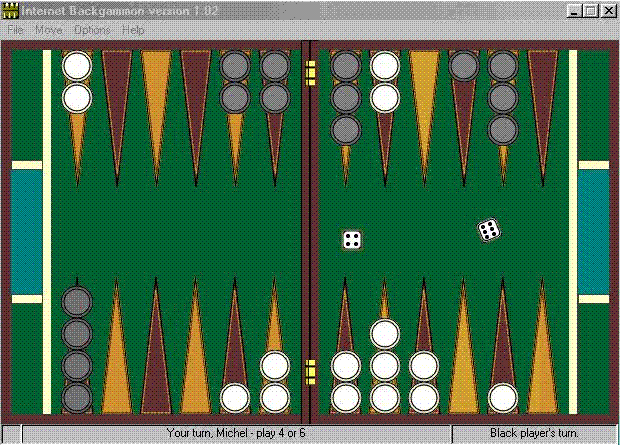 Internet Backgammon version 1.02
File Move Options Help
Your turn, Michel - play 4 or 6
Black player's turn.